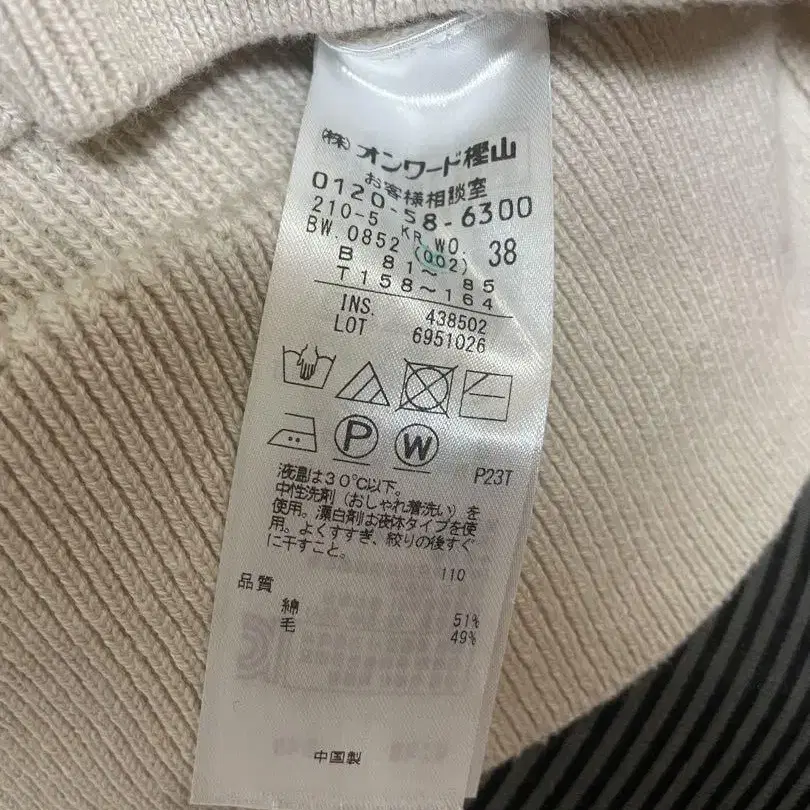 (株) オンワード樫山
お客様相談室
0120-58-6300
210-5 KR WO.
BW.0852 (002) 38
B 81～ 85
T158～164
INS. 438502
LOT 6951026
P
W
P23T
液温は30℃以下。
中性洗剤（おしゃれ着洗い）を
使用。漂白剤は液体タイプを使
用。よくすすぎ、絞りの後すぐ
に干すこと。
110
品質
綿 51%
毛 49%
中国製